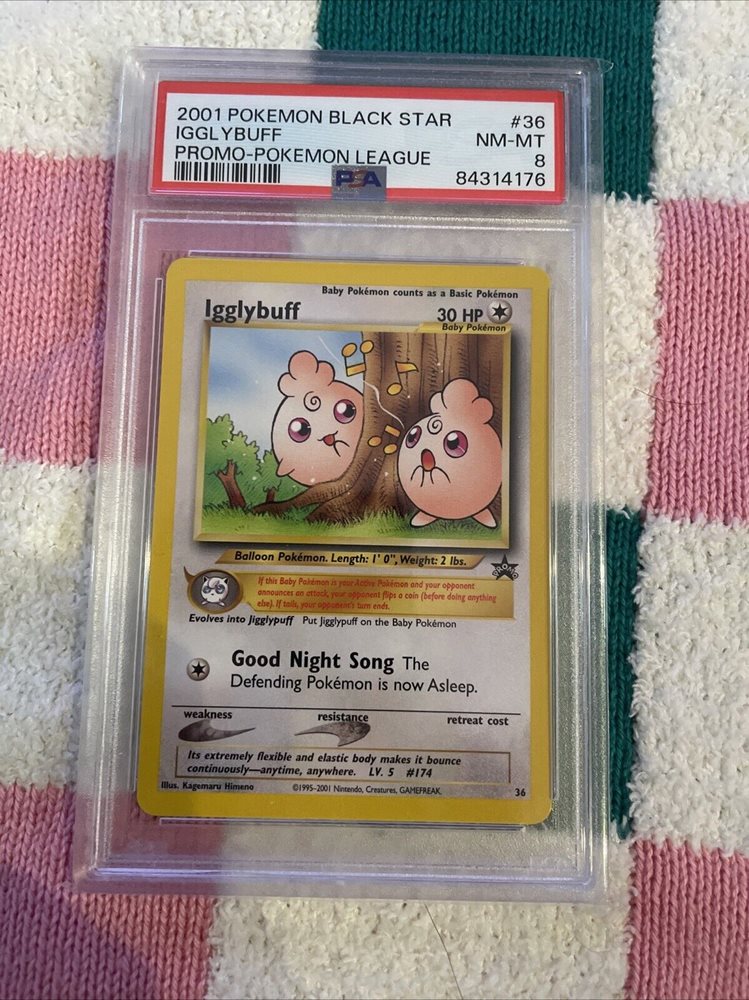 2001 POKEMON BLACK STAR #36
IGGLYBUFF NM-MT
PROMO-POKEMON LEAGUE 8
PSA 84314176
Baby Pokémon counts as a Basic Pokémon
Igglybuff 30 HP
Baby Pokémon
Balloon Pokémon. Length: 1' 0", Weight: 2 lbs.
PROMO
If this Baby Pokémon is your Active Pokémon and your opponent
announces an attack, your opponent flips a coin (before doing anything
else). If tails, your opponent's turn ends.
Evolves into Jigglypuff Put Jigglypuff on the Baby Pokémon
Good Night Song The
Defending Pokémon is now Asleep.
weakness resistance retreat cost
Its extremely flexible and elastic body makes it bounce
continuously—anytime, anywhere. LV. 5 #174
Illus. Kagemaru Himeno ©1995-2001 Nintendo, Creatures, GAMEFREAK. 36